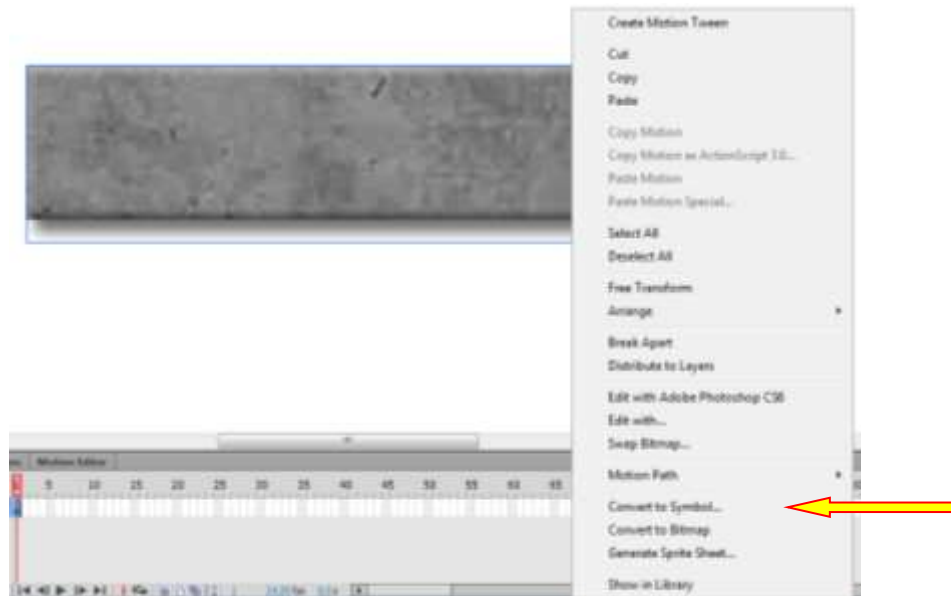 Create Motion Tween
Cut
Copy
Paste
Copy Motion
Copy Motion as ActionScript 3.0...
Paste Motion
Paste Motion Special...
Select All
Deselect All
Free Transform
Arrange
Break Apart
Distribute to Layers
Edit with Adobe Photoshop CS6
Edit with...
Swap Bitmap...
Motion Path
Convert to Symbol...
Convert to Bitmap
Generate Sprite Sheet...
Show in Library
Motion Editor
5 10 15 20 25 30 35 40 45 50 55 60 65